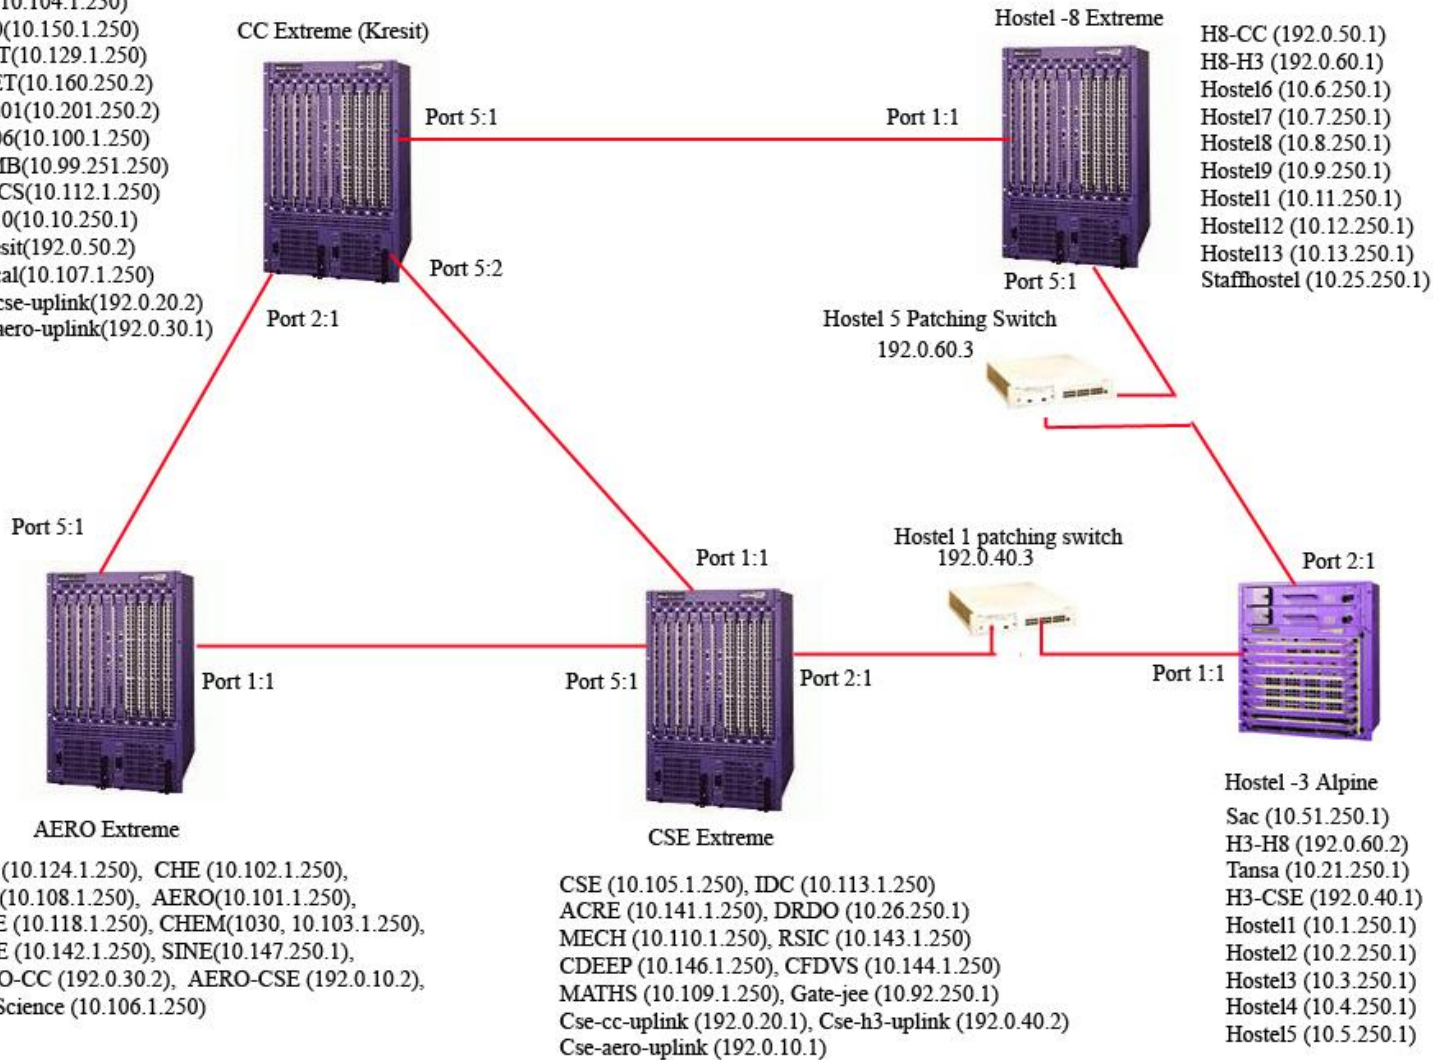 10.104.1.250)
(10.150.1.250)
T(10.129.1.250)
ET(10.160.250.2)
01(10.201.250.2)
06(10.100.1.250)
MB(10.99.251.250)
CS(10.112.1.250)
0(10.10.250.1)
esit(192.0.50.2)
cal(10.107.1.250)
cse-uplink(192.0.20.2)
aero-uplink(192.0.30.1)
CC Extreme (Kresit)
Port 5:1
Port 5:2
Port 2:1
Hostel -8 Extreme
Port 1:1
Port 5:1
H8-CC (192.0.50.1)
H8-H3 (192.0.60.1)
Hostel6 (10.6.250.1)
Hostel7 (10.7.250.1)
Hostel8 (10.8.250.1)
Hostel9 (10.9.250.1)
Hostel1 (10.11.250.1)
Hostel12 (10.12.250.1)
Hostel13 (10.13.250.1)
Staffhostel (10.25.250.1)
Hostel 5 Patching Switch
192.0.60.3
Port 5:1
Port 1:1
AERO Extreme
(10.124.1.250), CHE (10.102.1.250),
(10.108.1.250), AERO(10.101.1.250),
E (10.118.1.250), CHEM(1030, 10.103.1.250),
E (10.142.1.250), SINE(10.147.250.1),
O-CC (192.0.30.2), AERO-CSE (192.0.10.2),
Science (10.106.1.250)
Port 1:1
Port 5:1
Port 2:1
CSE Extreme
CSE (10.105.1.250), IDC (10.113.1.250)
ACRE (10.141.1.250), DRDO (10.26.250.1)
MECH (10.110.1.250), RSIC (10.143.1.250)
CDEEP (10.146.1.250), CFDVS (10.144.1.250)
MATHS (10.109.1.250), Gate-jee (10.92.250.1)
Cse-cc-uplink (192.0.20.1), Cse-h3-uplink (192.0.40.2)
Cse-aero-uplink (192.0.10.1)
Hostel 1 patching switch
192.0.40.3
Port 2:1
Port 1:1
Hostel -3 Alpine
Sac (10.51.250.1)
H3-H8 (192.0.60.2)
Tansa (10.21.250.1)
H3-CSE (192.0.40.1)
Hostel1 (10.1.250.1)
Hostel2 (10.2.250.1)
Hostel3 (10.3.250.1)
Hostel4 (10.4.250.1)
Hostel5 (10.5.250.1)